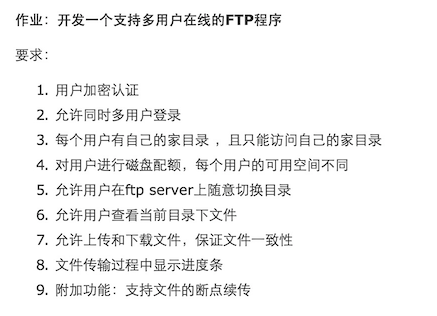 作业：开发一个支持多用户在线的FTP程序
要求：
1. 用户加密认证
2. 允许同时多用户登录
3. 每个用户有自己的家目录 ，且只能访问自己的家目录
4. 对用户进行磁盘配额，每个用户的可用空间不同
5. 允许用户在ftp server上随意切换目录
6. 允许用户查看当前目录下文件
7. 允许上传和下载文件，保证文件一致性
8. 文件传输过程中显示进度条
9. 附加功能：支持文件的断点续传